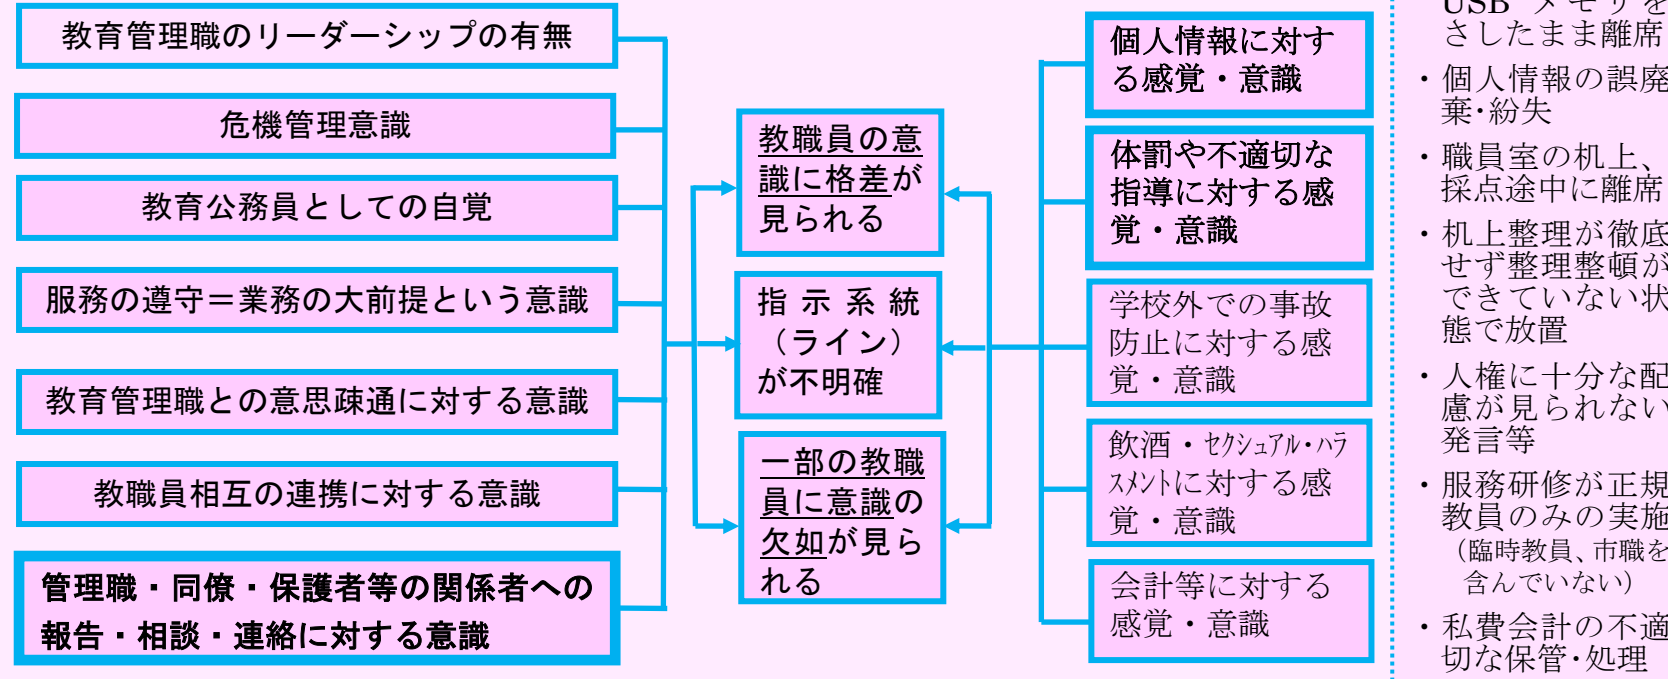 教育管理職のリーダーシップの有無
危機管理意識
教育公務員としての自覚
服務の遵守＝業務の大前提という意識
教育管理職との意思疎通に対する意識
教職員相互の連携に対する意識
管理職・同僚・保護者等の関係者への
報告・相談・連絡に対する意識
教職員の意
識に格差が
見られる
指示系統
（ライン）
が不明確
一部の教職
員に意識の
欠如が見ら
れる
個人情報に対す
る感覚・意識
体罰や不適切な
指導に対する感
覚・意識
学校外での事故
防止に対する感
覚・意識
飲酒・ｾｸｼｭｱﾙ・ﾊﾗ
ｽﾒﾝﾄに対する感
覚・意識
会計等に対する
感覚・意識
USB メモリを
さしたまま離席
・個人情報の誤廃
棄・紛失
・職員室の机上、
採点途中に離席
・机上整理が徹底
せず整理整頓が
できていない状
態で放置
・人権に十分な配
慮が見られない
発言等
・服務研修が正規
教員のみの実施
（臨時教員、市職を
含んでいない）
・私費会計の不適
切な保管・処理